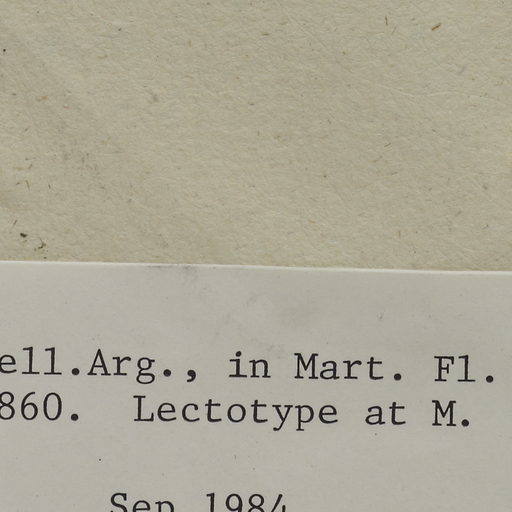 ell.Arg., in Mart. Fl.
860. Lectotype at M.
Sep 1984